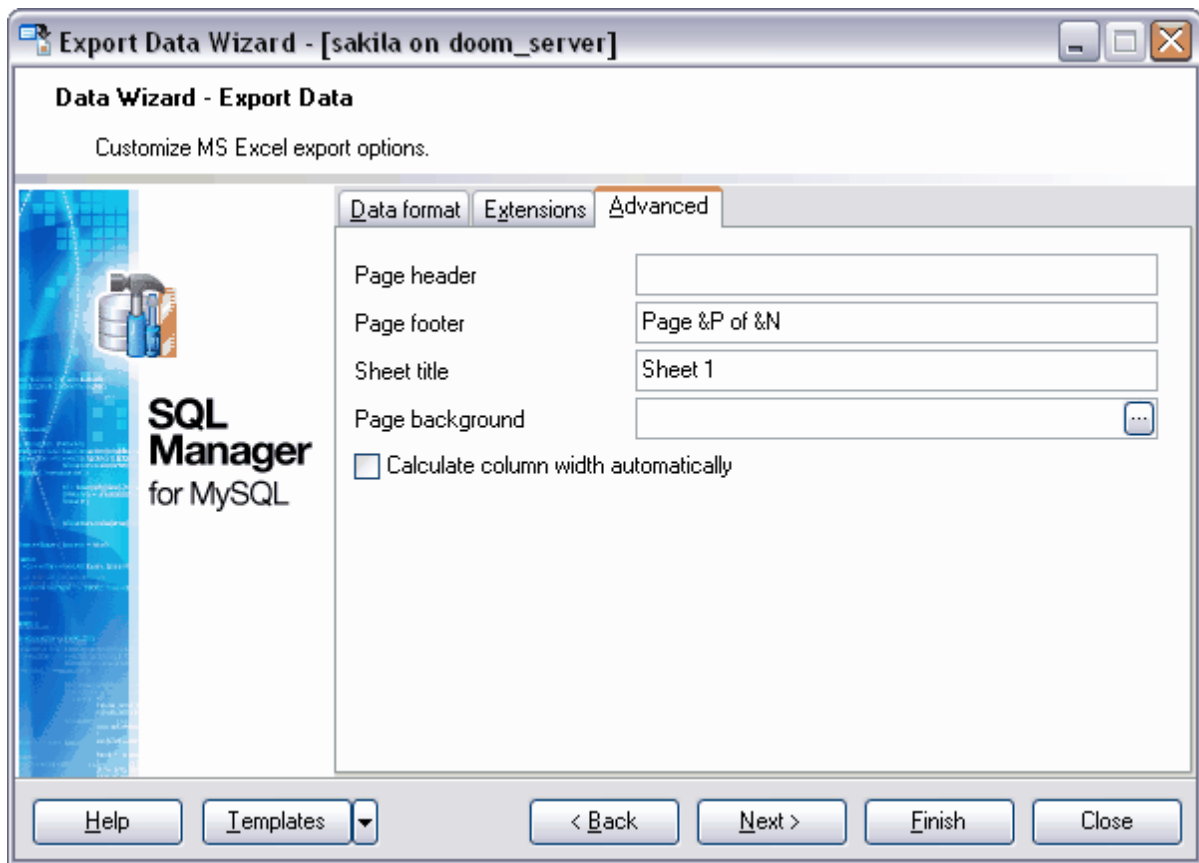 Export Data Wizard - [sakila on doom_server]
Data Wizard - Export Data
Customize MS Excel export options.
Data format Extensions Advanced
Page header
Page footer Page &P of &N
Sheet title Sheet 1
Page background ...
Calculate column width automatically
SQL
Manager
for MySQL
Help Templates < Back Next > Finish Close